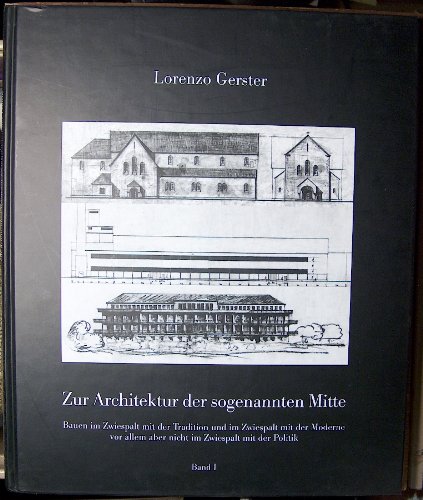 Lorenzo Gerster
Zur Architektur der sogenannten Mitte
Bauen im Zwiespalt mit der Tradition und im Zwiespalt mit der Moderne
vor allem aber nicht im Zwiespalt mit der Politik
Band I